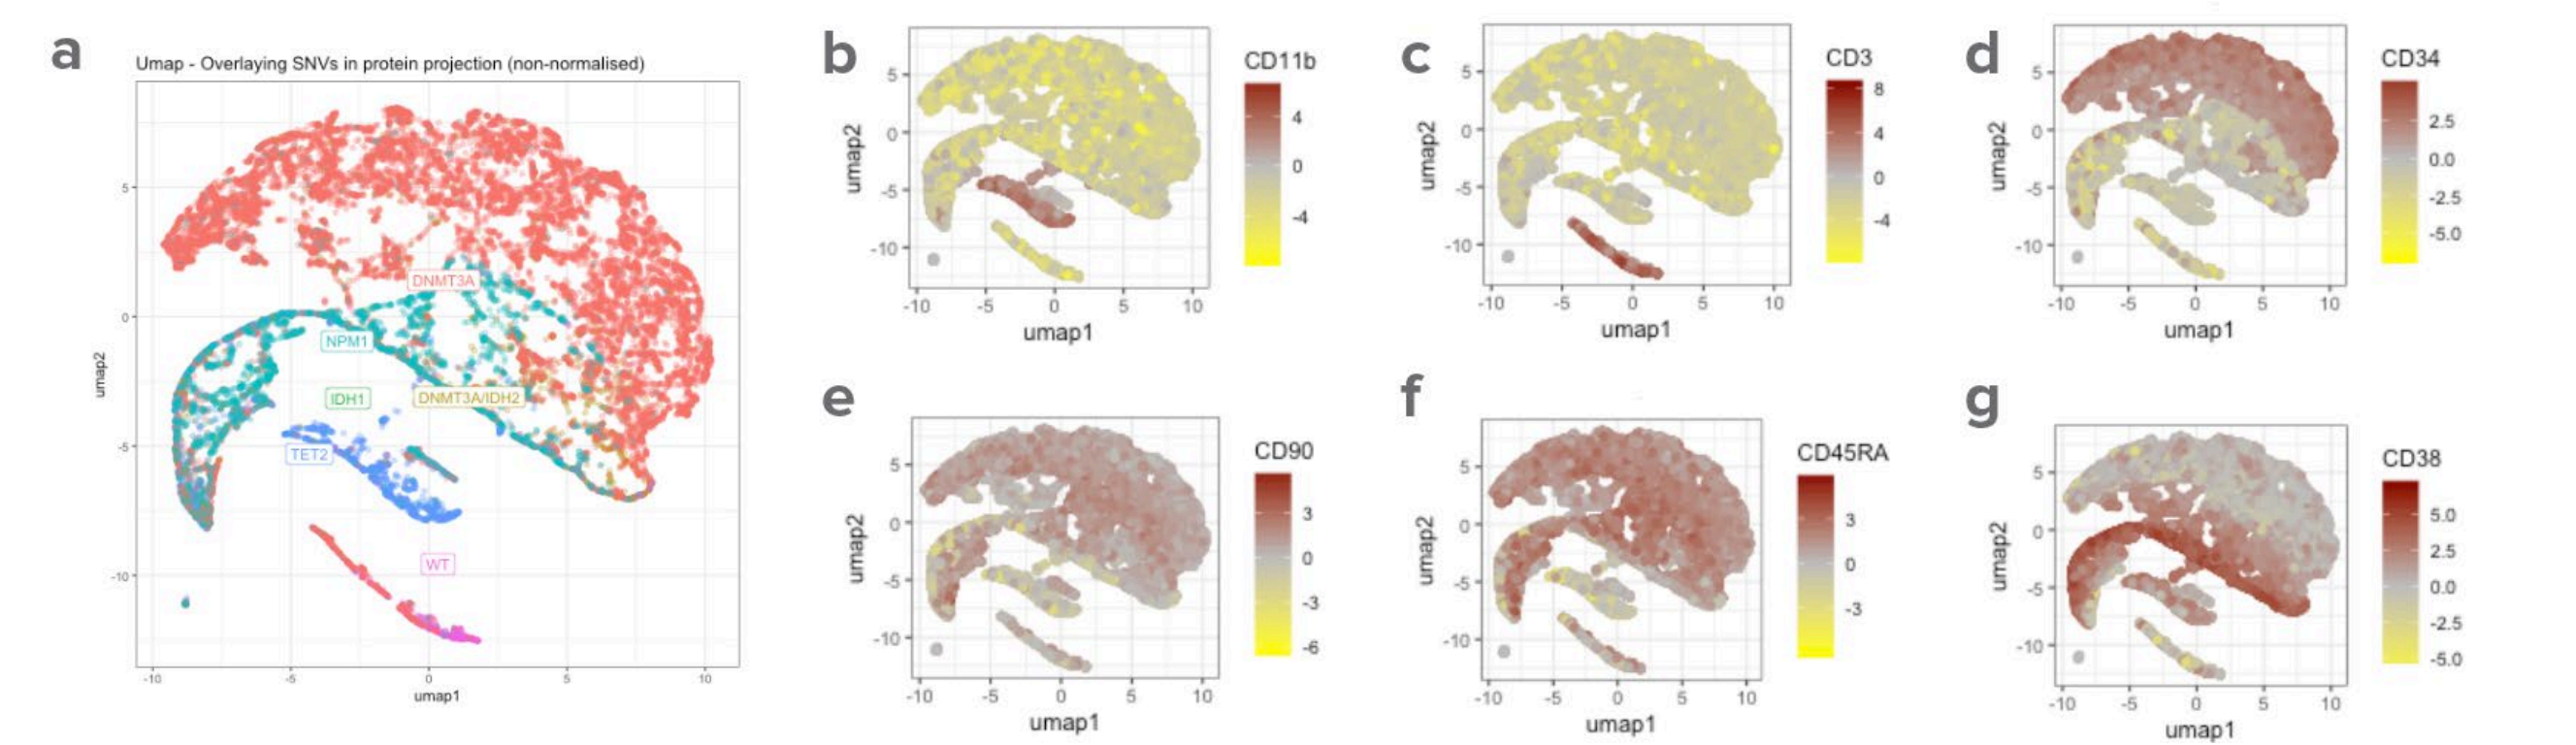 a
Umap - Overlaying SNVs in protein projection (non-normalised)
5
0
-5
-10
umap2
DNMT3A
NPM1
IDH1
DNMT3A/IDH2
TET2
WT
-10 -5 0 5 10
umap1
b
CD11b
5
0
-5
-10
umap2
4
0
-4
-10 -5 0 5 10
umap1
c
CD3
5
0
-5
-10
umap2
8
4
0
-4
-10 -5 0 5 10
umap1
d
CD34
5
0
-5
-10
umap2
2.5
0.0
-2.5
-5.0
-10 -5 0 5 10
umap1
e
CD90
5
0
-5
-10
umap2
3
0
-3
-6
-10 -5 0 5 10
umap1
f
CD45RA
5
0
-5
-10
umap2
3
0
-3
-10 -5 0 5 10
umap1
g
CD38
5
0
-5
-10
umap2
5.0
2.5
0.0
-2.5
-5.0
-10 -5 0 5 10
umap1